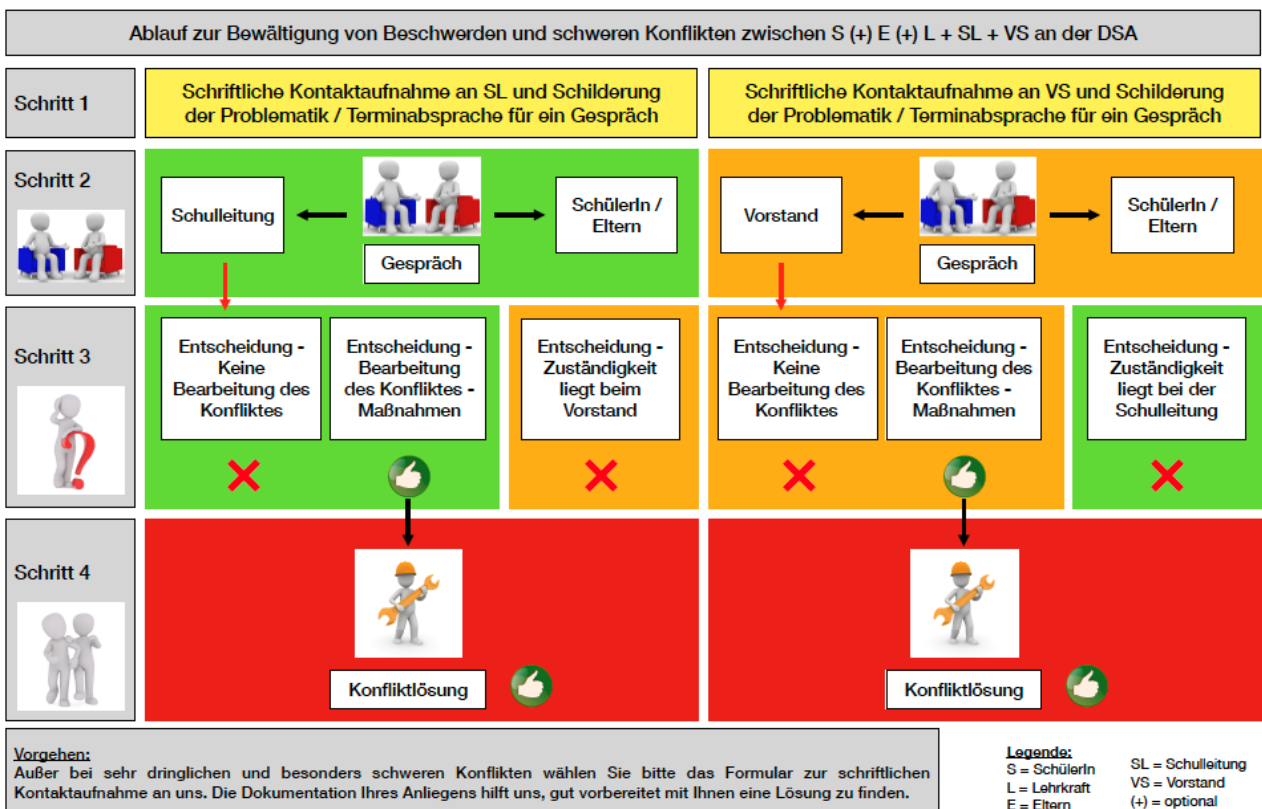 Ablauf zur Bewältigung von Beschwerden und schweren Konflikten zwischen S (+) E (+) L + SL + VS an der DSA
Schritt 1
Schriftliche Kontaktaufnahme an SL und Schilderung
der Problematik / Terminabsprache für ein Gespräch
Schriftliche Kontaktaufnahme an VS und Schilderung
der Problematik / Terminabsprache für ein Gespräch
Schritt 2
Schulleitung
Gespräch
SchülerIn /
Eltern
Vorstand
Gespräch
SchülerIn /
Eltern
Schritt 3
Entscheidung -
Keine
Bearbeitung des
Konfliktes
Entscheidung -
Bearbeitung
des Konfliktes -
Maßnahmen
Entscheidung -
Zuständigkeit
liegt beim
Vorstand
Entscheidung -
Keine
Bearbeitung des
Konfliktes
Entscheidung -
Bearbeitung des
Konfliktes -
Maßnahmen
Entscheidung -
Zuständigkeit
liegt bei der
Schulleitung
Schritt 4
Konfliktlösung
Konfliktlösung
Vorgehen:
Außer bei sehr dringlichen und besonders schweren Konflikten wählen Sie bitte das Formular zur schriftlichen
Kontaktaufnahme an uns. Die Dokumentation Ihres Anliegens hilft uns, gut vorbereitet mit Ihnen eine Lösung zu finden.
Legende:
S = SchülerIn
L = Lehrkraft
E = Eltern
SL = Schulleitung
VS = Vorstand
(+) = optional